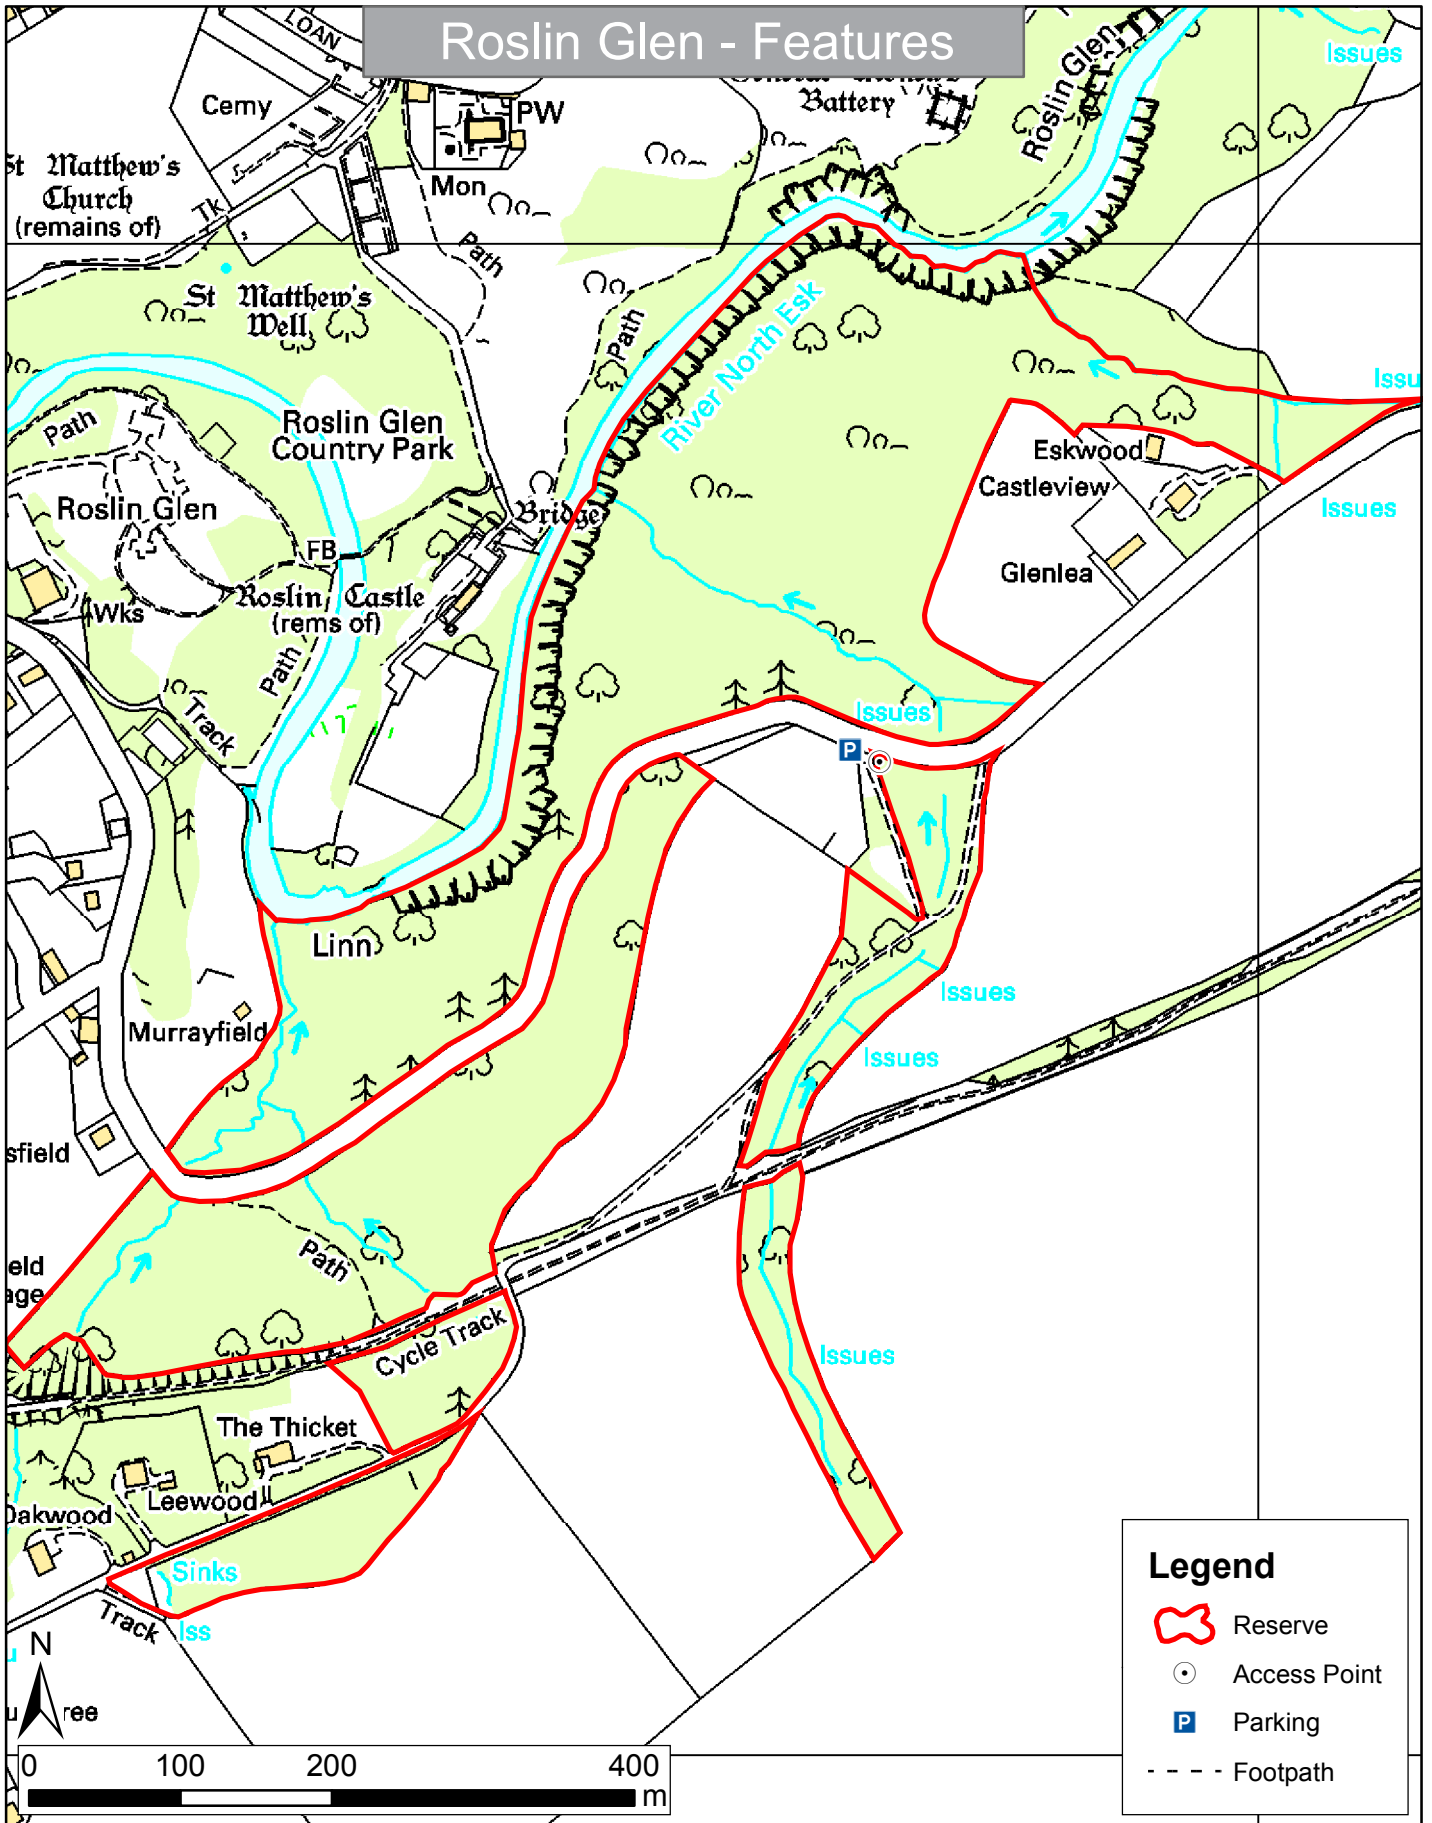 Roslin Glen - Features
LOAN
Issues
Cemy
PW
Battery
Roslin Glen
St Matthew's
Church
(remains of)
Mon
Tk
Path
St Matthew's
Well
Path
River North Esk
Path
Roslin Glen
Country Park
Issu
Eskwood
Castleview
Issues
Roslin Glen
Bridge
FB
Glenlea
Roslin Castle
(rems of)
Wks
Path
Track
Issues
P
Linn
Issues
Murrayfield
Issues
sfield
Path
eld
age
Cycle Track
Issues
The Thicket
Leewood
Oakwood
Sinks
Track
Iss
N
u
ree
0 100 200 400
m
Legend
Reserve
Access Point
P Parking
Footpath